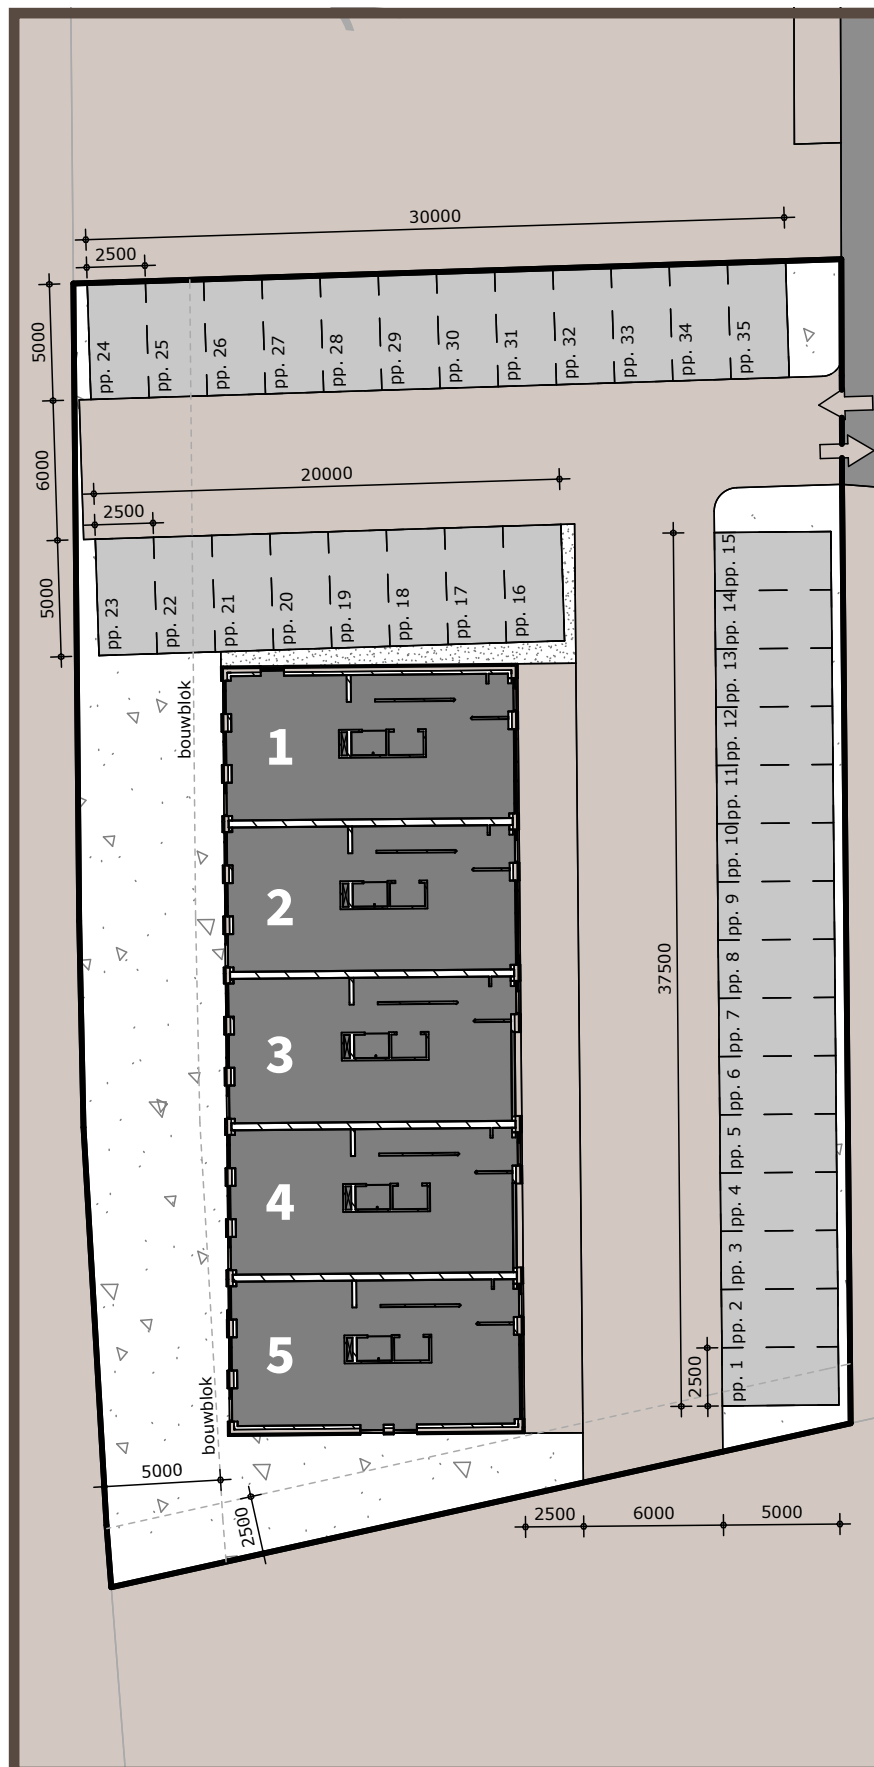 30000
2500
5000
pp. 24
pp. 25
pp. 26
pp. 27
pp. 28
pp. 29
pp. 30
pp. 31
pp. 32
pp. 33
pp. 34
pp. 35
6000
20000
2500
5000
pp. 23
pp. 22
pp. 21
pp. 20
pp. 19
pp. 18
pp. 17
pp. 16
pp. 15
pp. 14
pp. 13
pp. 12
pp. 11
pp. 10
pp. 9
pp. 8
pp. 7
pp. 6
pp. 5
pp. 4
pp. 3
pp. 2
pp. 1
bouwblok
1
2
3
4
5
37500
2500
bouwblok
5000
2500
2500
6000
5000